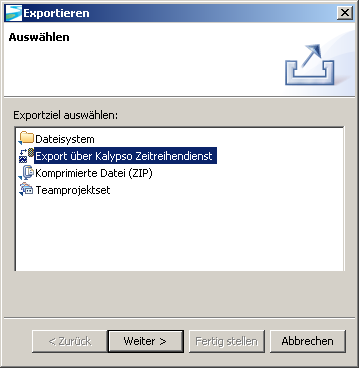 Exportieren
Auswählen
Exportziel auswählen:
Dateisystem
Export über Kalypso Zeitreihendienst
Komprimierte Datei (ZIP)
Teamprojektset
< Zurück
Weiter >
Fertig stellen
Abbrechen